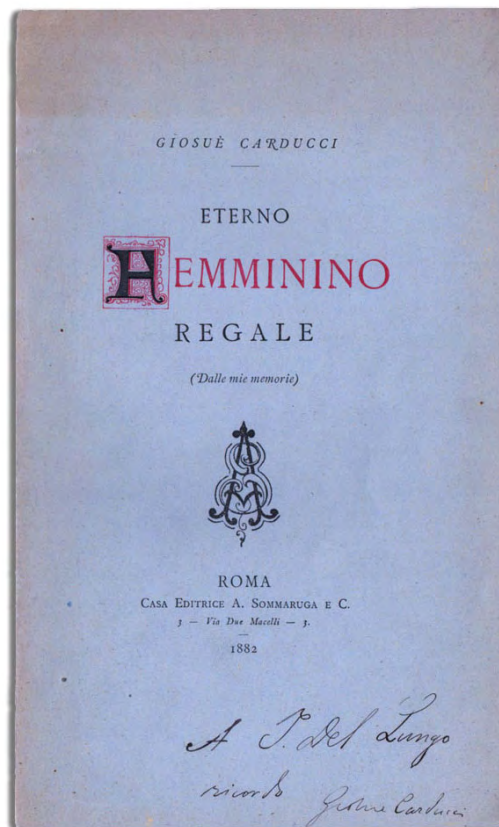 GIOSUÈ CARDUCCI
ETERNO
FEMMININO
REGALE
(Dalle mie memorie)
ROMA
CASA EDITRICE A. SOMMARUGA E C.
3 — Via Due Macelli — 3.
1882
A I. Del Lungo
ricordo Giosue Carducci